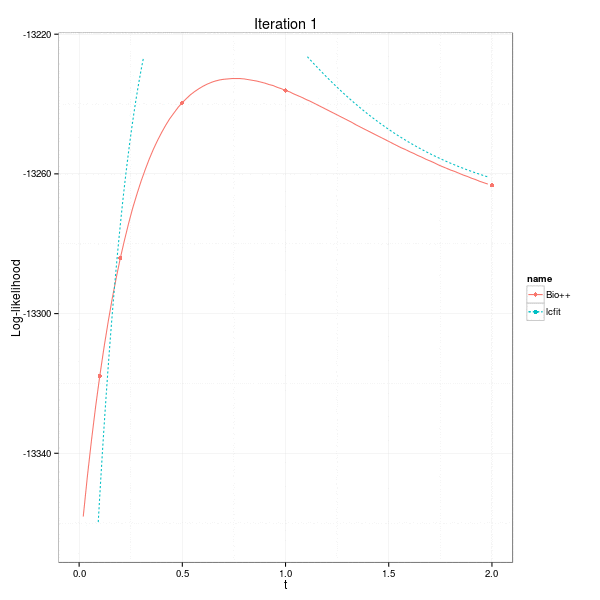 Iteration 1
-13220
-13260
-13300
-13340
Log-likelihood
0.0 0.5 1.0 1.5 2.0
t
name
Bio++
lcfit